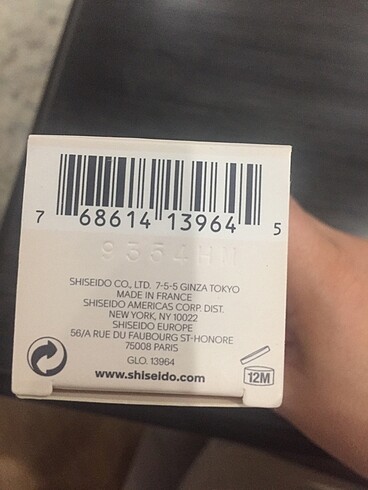 7 68614 13964 5
9354HM
SHISEIDO CO., LTD. 7-5-5 GINZA TOKYO
MADE IN FRANCE
SHISEIDO AMERICAS CORP. DIST.
NEW YORK, NY 10022
SHISEIDO EUROPE
56/A RUE DU FAUBOURG ST-HONORE
75008 PARIS
GLO. 13964
www.shiseido.com
12M